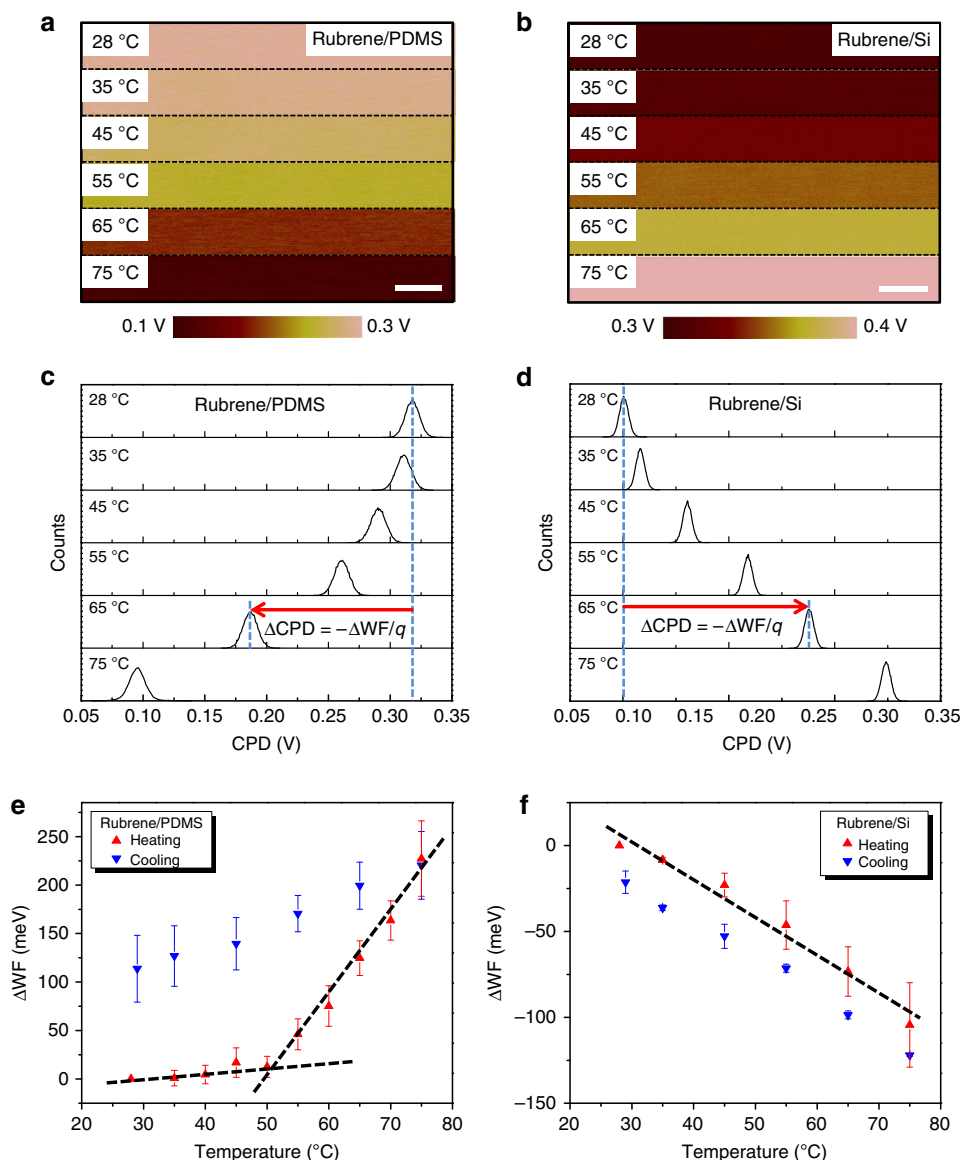 a
28 °C
Rubrene/PDMS
35 °C
45 °C
55 °C
65 °C
75 °C
0.1 V
0.3 V
b
28 °C
Rubrene/Si
35 °C
45 °C
55 °C
65 °C
75 °C
0.3 V
0.4 V
c
28 °C
Rubrene/PDMS
35 °C
45 °C
55 °C
65 °C
ΔCPD = −ΔWF/q
75 °C
Counts
0.05 0.10 0.15 0.20 0.25 0.30 0.35
CPD (V)
d
28 °C
Rubrene/Si
35 °C
45 °C
55 °C
65 °C
ΔCPD = −ΔWF/q
75 °C
Counts
0.05 0.10 0.15 0.20 0.25 0.30 0.35
CPD (V)
e
Rubrene/PDMS
Heating
Cooling
250
200
150
100
50
0
ΔWF (meV)
20 30 40 50 60 70 80
Temperature (°C)
f
Rubrene/Si
Heating
Cooling
0
−50
−100
−150
ΔWF (meV)
20 30 40 50 60 70 80
Temperature (°C)